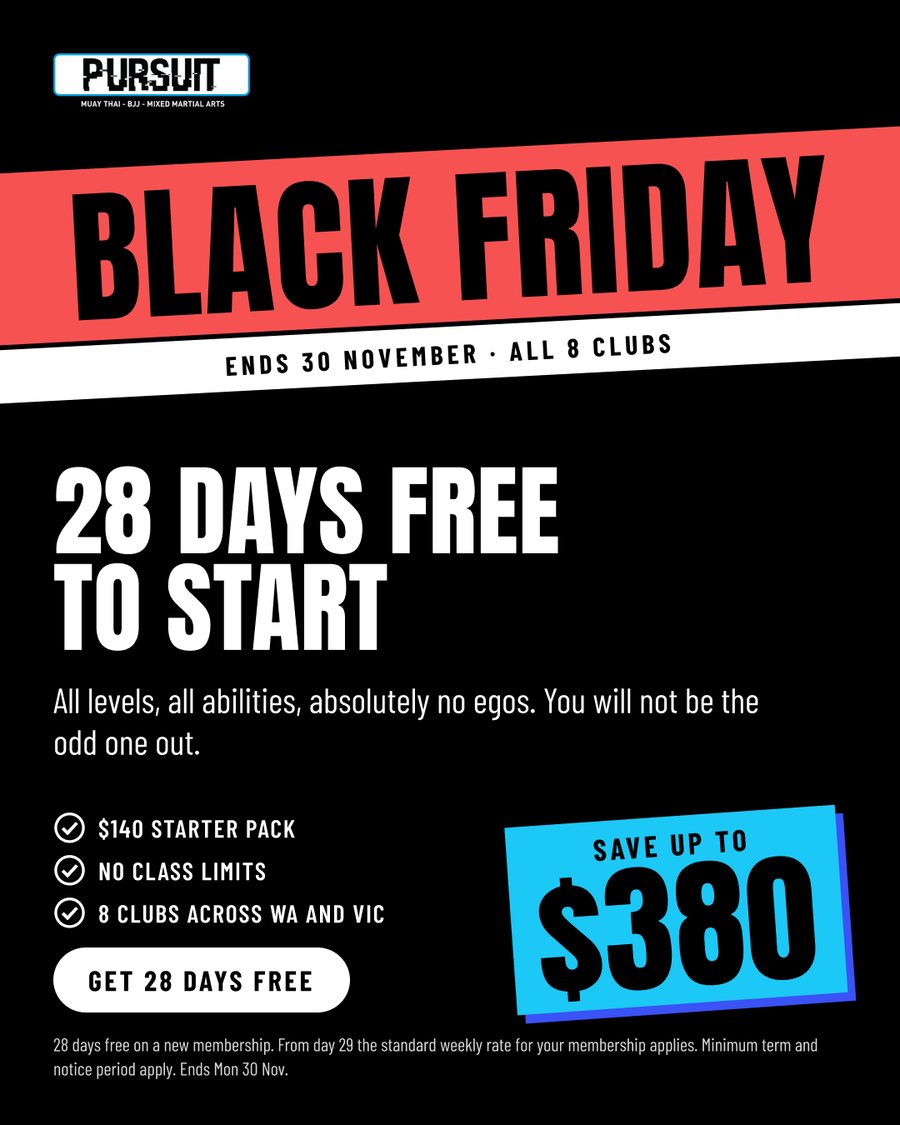 PURSUIT
MUAY THAI - BJJ - MIXED MARTIAL ARTS
BLACK FRIDAY
ENDS 30 NOVEMBER · ALL 8 CLUBS
28 DAYS FREE
TO START
All levels, all abilities, absolutely no egos. You will not be the
odd one out.
$140 STARTER PACK
NO CLASS LIMITS
8 CLUBS ACROSS WA AND VIC
GET 28 DAYS FREE
SAVE UP TO
$380
28 days free on a new membership. From day 29 the standard weekly rate for your membership applies. Minimum term and
notice period apply. Ends Mon 30 Nov.